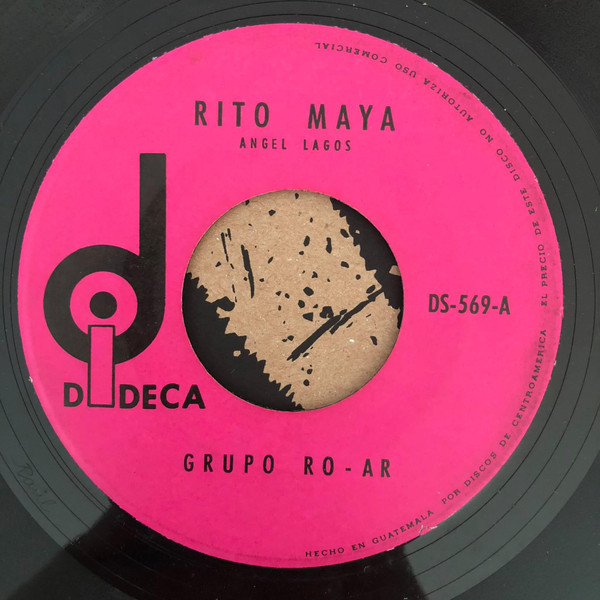 RITO MAYA
ANGEL LAGOS
DIDECA
DS-569-A
GRUPO RO-AR
HECHO EN GUATEMALA POR DISCOS DE CENTROAMERICA EL PRECIO DE ESTE DISCO NO AUTORIZA USO COMERCIAL